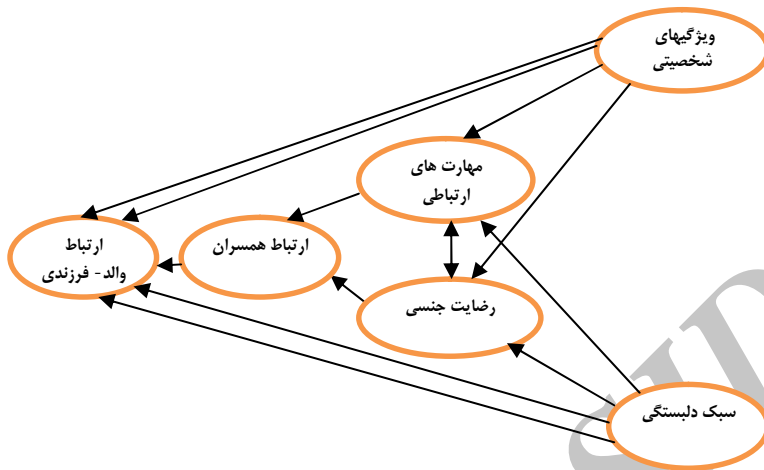 ویژگیهای
شخصیتی
مهارت های
ارتباطی
ارتباط همسران
ارتباط
والد- فرزندی
رضایت جنسی
سبک دلبستگی